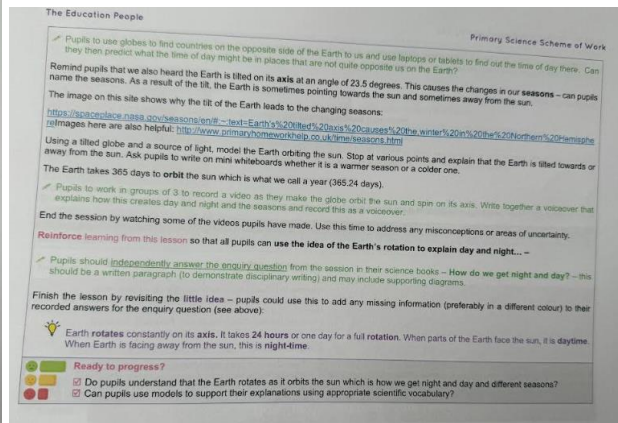 The Education People
Primary Science Scheme of Work
Pupils to use globes to find countries on the opposite side of the Earth to us and use laptops or tablets to find out the time of day there. Can
they then predict what the time of day might be in places that are not quite opposite us on the Earth?
Remind pupils that we also heard the Earth is tilted on its axis at an angle of 23.5 degrees. This causes the changes in our seasons – can pupils
name the seasons. As a result of the tilt, the Earth is sometimes pointing towards the sun and sometimes away from the sun.
The image on this site shows why the tilt of the Earth leads to the changing seasons:
https://spaceplace.nasa.gov/seasons/en/#:~:text=Earth's%20tilted%20axis%20causes%20the,winter%20in%20the%20Northern%20Hemisphe
reImages here are also helpful: http://www.primaryhomeworkhelp.co.uk/time/seasons.html
Using a tilted globe and a source of light, model the Earth orbiting the sun. Stop at various points and explain that the Earth is tilted towards or
away from the sun. Ask pupils to write on mini whiteboards whether it is a warmer season or a colder one.
The Earth takes 365 days to orbit the sun which is what we call a year (365.24 days).
Pupils to work in groups of 3 to record a video as they make the globe orbit the sun and spin on its axis. Write together a voiceover that
explains how this creates day and night and the seasons and record this as a voiceover.
End the session by watching some of the videos pupils have made. Use this time to address any misconceptions or areas of uncertainty.
Reinforce learning from this lesson so that all pupils can use the idea of the Earth's rotation to explain day and night... –
Pupils should independently answer the enquiry question from the session in their science books – How do we get night and day? – this
should be a written paragraph (to demonstrate disciplinary writing) and may include supporting diagrams.
Finish the lesson by revisiting the little idea – pupils could use this to add any missing information (preferably in a different colour) to their
recorded answers for the enquiry question (see above):
Earth rotates constantly on its axis. It takes 24 hours or one day for a full rotation. When parts of the Earth face the sun, it is daytime.
When Earth is facing away from the sun, this is night-time.
Ready to progress?
☑ Do pupils understand that the Earth rotates as it orbits the sun which is how we get night and day and different seasons?
☑ Can pupils use models to support their explanations using appropriate scientific vocabulary?